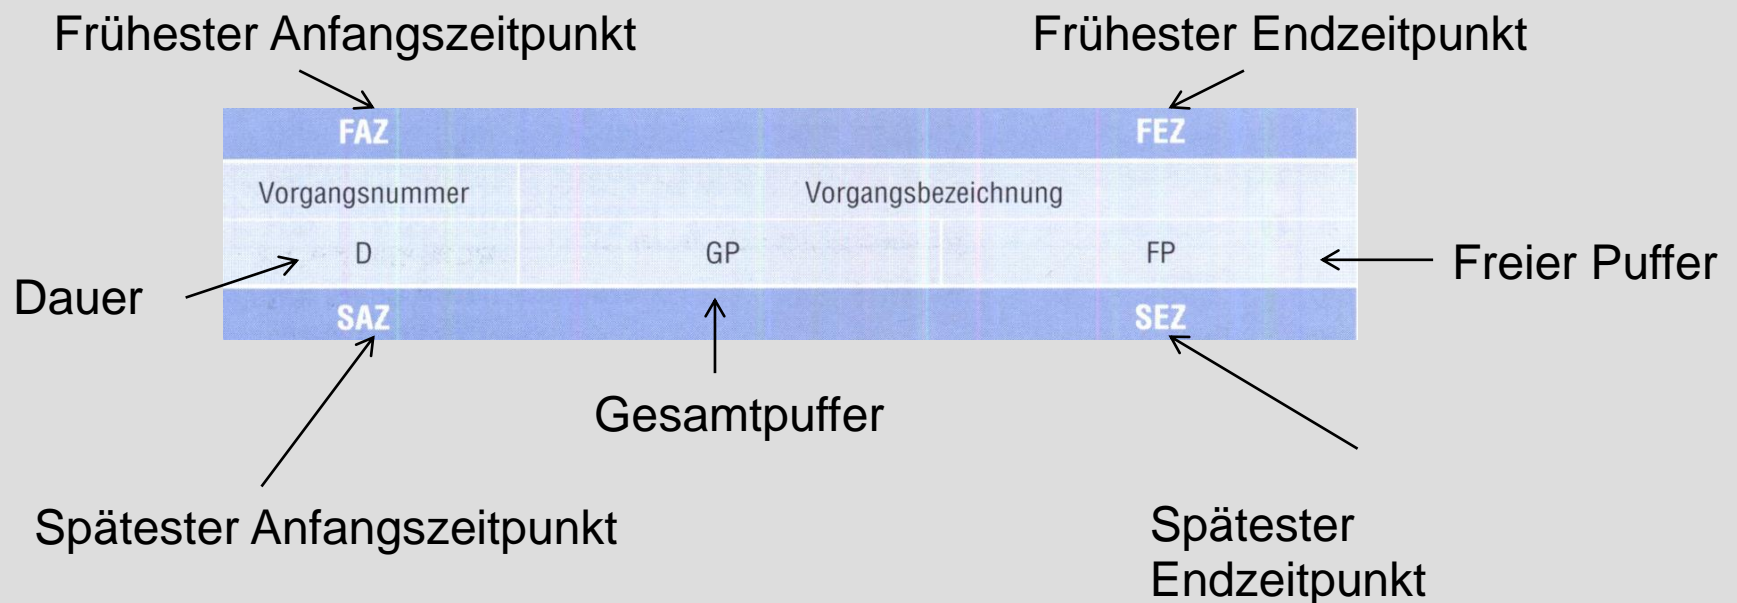 Frühester Anfangszeitpunkt
Frühester Endzeitpunkt
FAZ
FEZ
Vorgangsnummer
Vorgangsbezeichnung
D
GP
FP
Freier Puffer
Dauer
SAZ
SEZ
Gesamtpuffer
Spätester Anfangszeitpunkt
Spätester
Endzeitpunkt